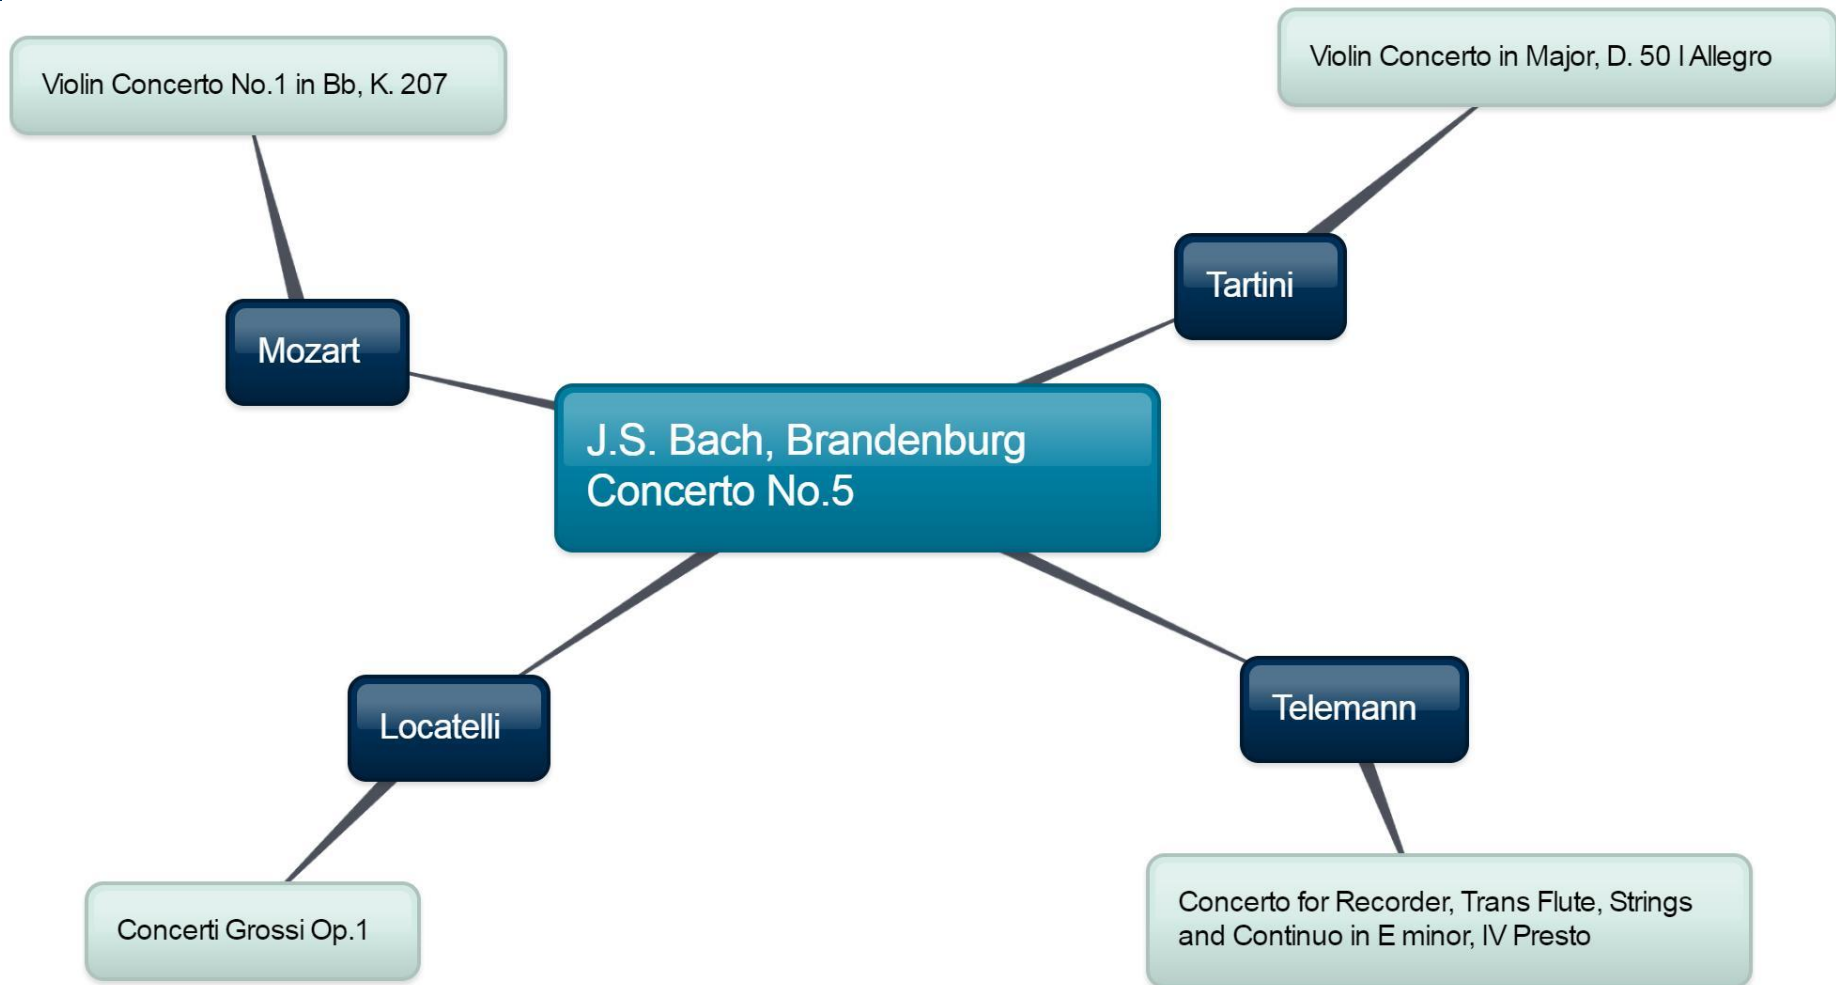 Violin Concerto No.1 in Bb, K. 207
Violin Concerto in Major, D. 50 I Allegro
Tartini
Mozart
J.S. Bach, Brandenburg
Concerto No.5
Locatelli
Telemann
Concerti Grossi Op.1
Concerto for Recorder, Trans Flute, Strings
and Continuo in E minor, IV Presto